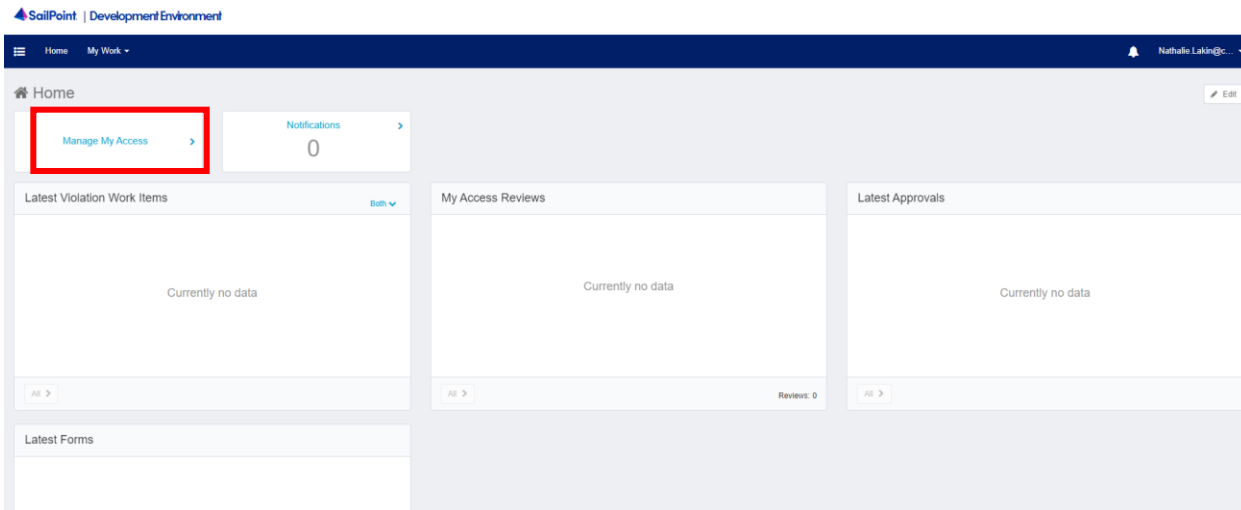 SailPoint | Development Environment
Home My Work Nathalie.Lakin@c...
Home
Edit
Manage My Access
Notifications
0
Latest Violation Work Items
Both
Currently no data
All
My Access Reviews
Currently no data
All
Reviews: 0
Latest Approvals
Currently no data
All
Latest Forms